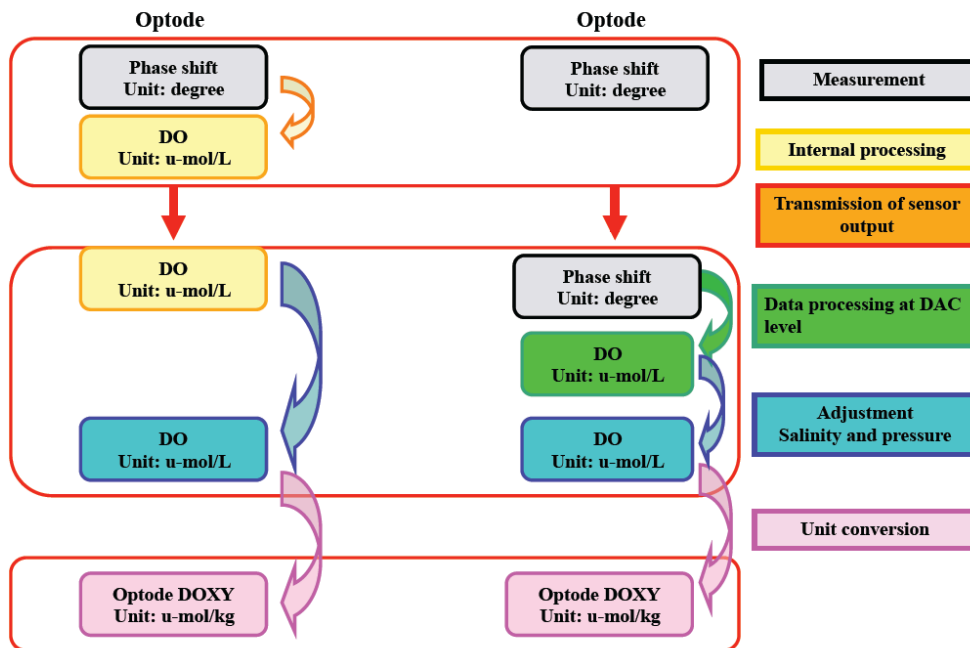 Optode
Optode
Phase shift
Unit: degree
DO
Unit: u-mol/L
Phase shift
Unit: degree
DO
Unit: u-mol/L
DO
Unit: u-mol/L
Phase shift
Unit: degree
DO
Unit: u-mol/L
DO
Unit: u-mol/L
Optode DOXY
Unit: u-mol/kg
Optode DOXY
Unit: u-mol/kg
Measurement
Internal processing
Transmission of sensor
output
Data processing at DAC
level
Adjustment
Salinity and pressure
Unit conversion